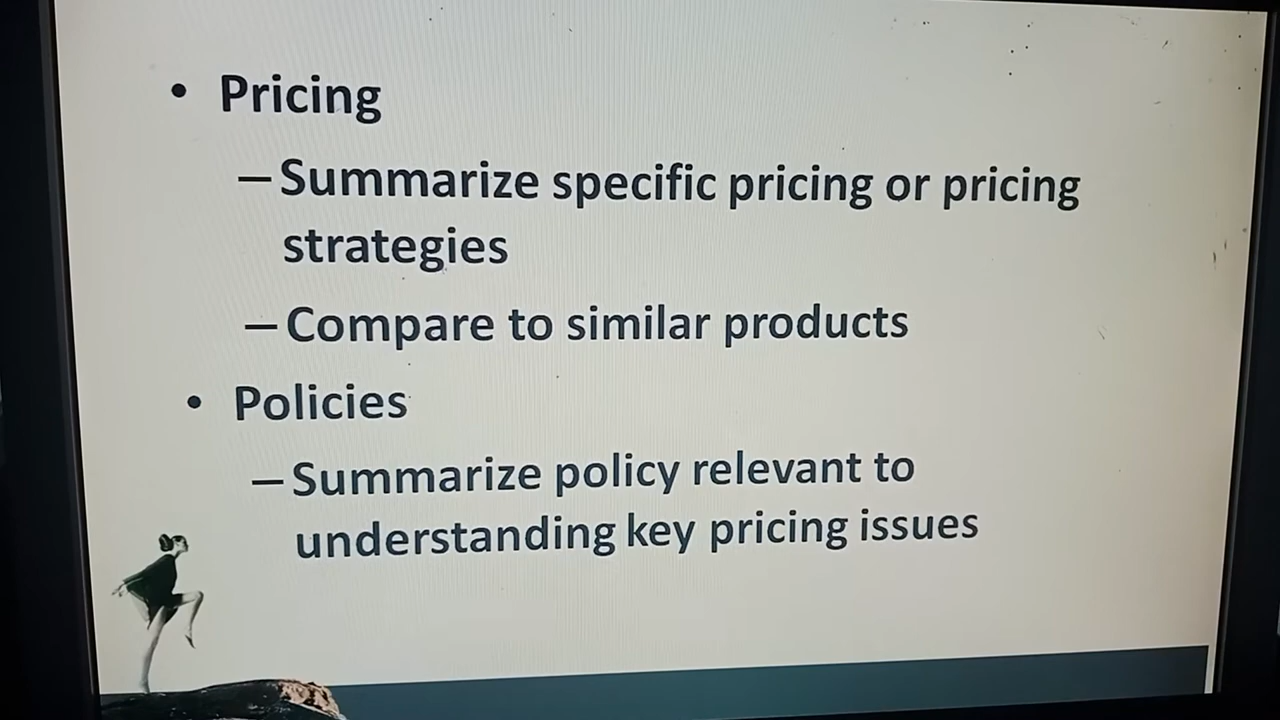 • Pricing
– Summarize specific pricing or pricing
strategies
– Compare to similar products
• Policies
– Summarize policy relevant to
understanding key pricing issues